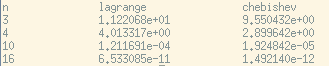 n lagrange chebishev
3 1.122068e+01 9.550432e+00
4 4.013317e+00 2.899642e+00
10 1.211691e-04 1.924842e-05
16 6.533085e-11 1.492140e-12